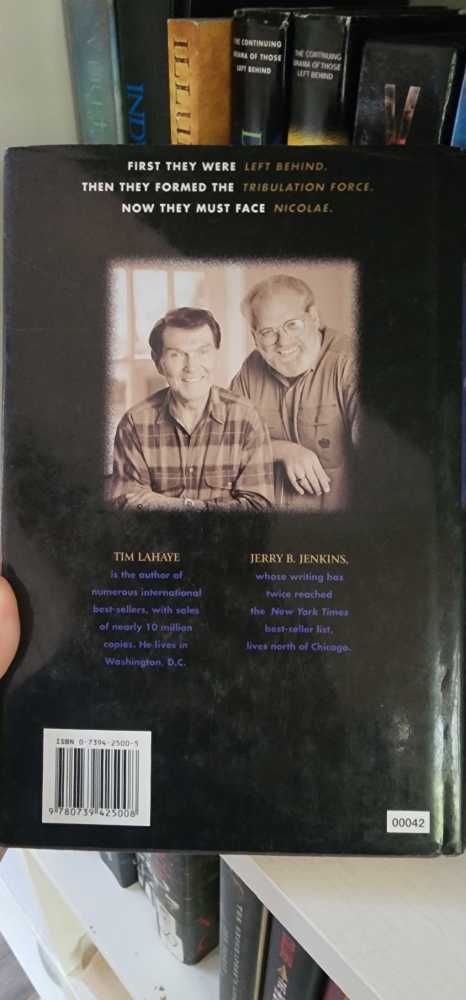 THE CONTINUING
DRAMA OF THOSE
LEFT BEHIND
THE CONTINUING
DRAMA OF THOSE
LEFT BEHIND
FIRST THEY WERE LEFT BEHIND.
THEN THEY FORMED THE TRIBULATION FORCE.
NOW THEY MUST FACE NICOLAE.
TIM LAHAYE
is the author of
numerous international
best-sellers, with sales
of nearly 10 million
copies. He lives in
Washington, D.C.
JERRY B. JENKINS,
whose writing has
twice reached
the New York Times
best-seller list,
lives north of Chicago.
ISBN 0-7394-2500-5
9 780739 425008
00042